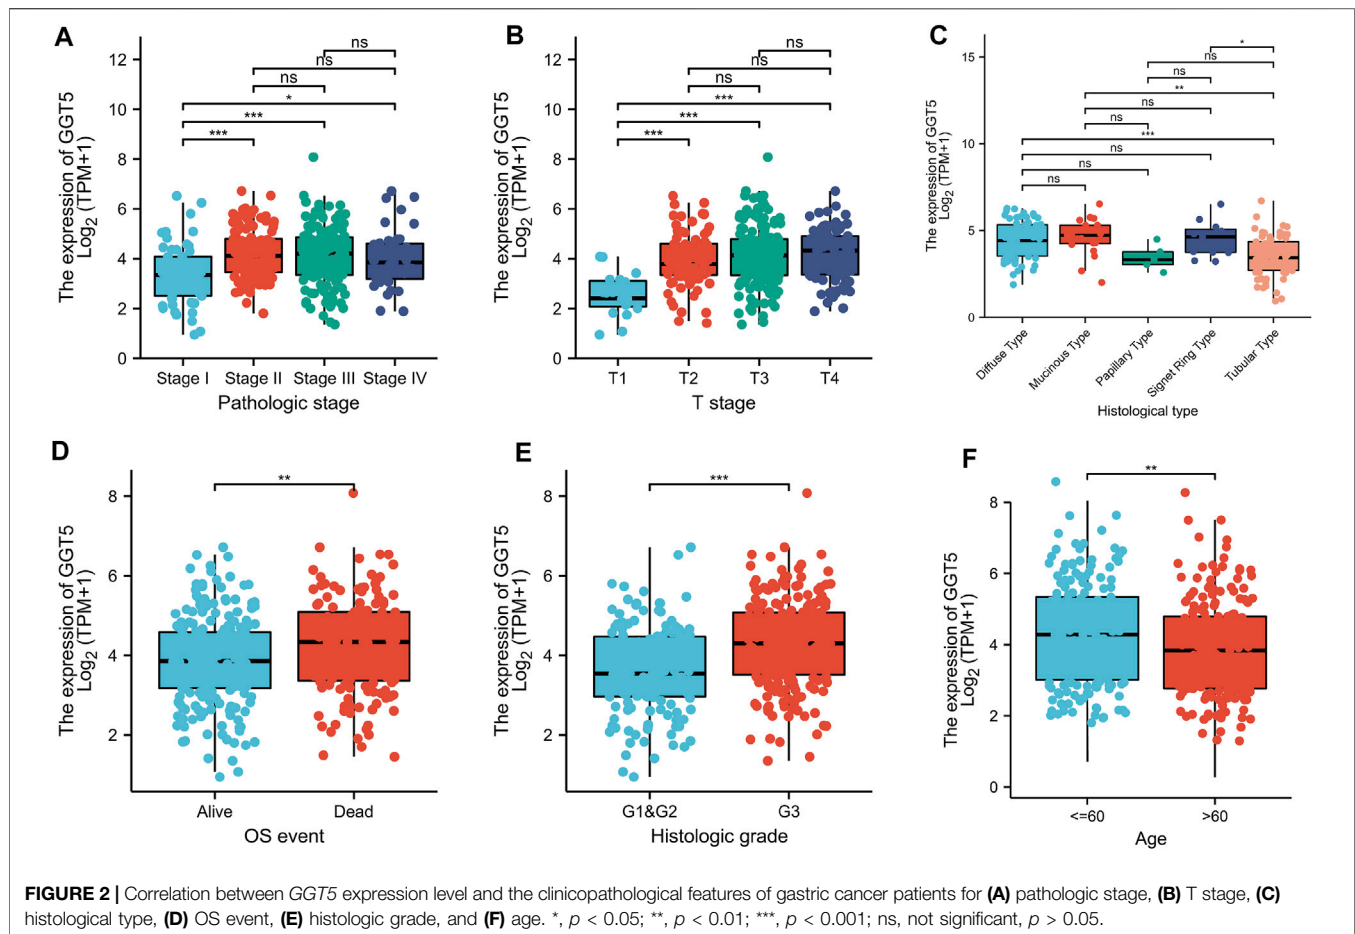 A
The expression of GGT5
Log2 (TPM+1)
12
10
8
6
4
2
0
ns
ns
ns
*
***
***
Stage I Stage II Stage III Stage IV
Pathologic stage
B
The expression of GGT5
Log2 (TPM+1)
12
10
8
6
4
2
0
ns
ns
ns
***
***
***
T1 T2 T3 T4
T stage
C
The expression of GGT5
Log2 (TPM+1)
15
10
5
0
*
ns
ns
**
ns
ns
***
ns
ns
ns
Diffuse Type
Mucinous Type
Papillary Type
Signet Ring Type
Tubular Type
Histological type
D
The expression of GGT5
Log2 (TPM+1)
8
6
4
2
**
Alive Dead
OS event
E
The expression of GGT5
Log2 (TPM+1)
8
6
4
2
***
G1&G2 G3
Histologic grade
F
The expression of GGT5
Log2 (TPM+1)
8
6
4
2
0
**
<=60 >60
Age
FIGURE 2 | Correlation between GGT5 expression level and the clinicopathological features of gastric cancer patients for (A) pathologic stage, (B) T stage, (C)
histological type, (D) OS event, (E) histologic grade, and (F) age. *, p < 0.05; **, p < 0.01; ***, p < 0.001; ns, not significant, p > 0.05.